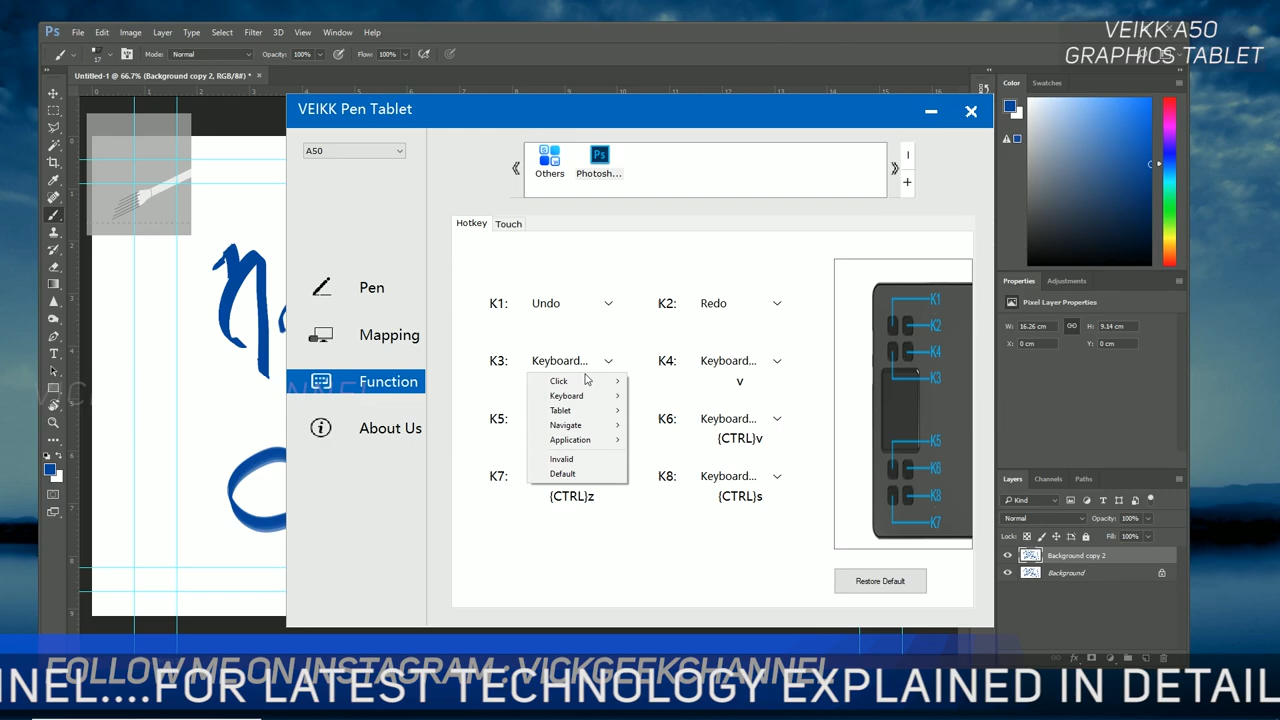 VEIKK A50
GRAPHICS TABLET
Ps File Edit Image Layer Type Select Filter 3D View Window Help
17 Mode: Normal Opacity: 100% Flow: 100%
Untitled-1 @ 66.7% (Background copy 2, RGB/8#) * ×
VEIKK Pen Tablet
A50
Others
Ps
Photosh...
Hotkey Touch
Pen
Mapping
Function
About Us
K1: Undo
K2: Redo
K3: Keyboard...
K4: Keyboard...
v
Click
Keyboard
Tablet
Navigate
Application
Invalid
Default
K5:
K6: Keyboard...
{CTRL}v
K7:
{CTRL}z
K8: Keyboard...
{CTRL}s
K1
K2
K4
K3
K5
K6
K8
K7
Restore Default
Color Swatches
Properties Adjustments
Pixel Layer Properties
W: 16.26 cm H: 9.14 cm
X: 0 cm Y: 0 cm
Layers Channels Paths
Kind
Normal Opacity: 100%
Lock: Fill: 100%
Background copy 2
Background
FOLLOW ME ON INSTAGRAM : VICKGEEKCHANNEL
NNEL....FOR LATEST TECHNOLOGY EXPLAINED IN DETAIL